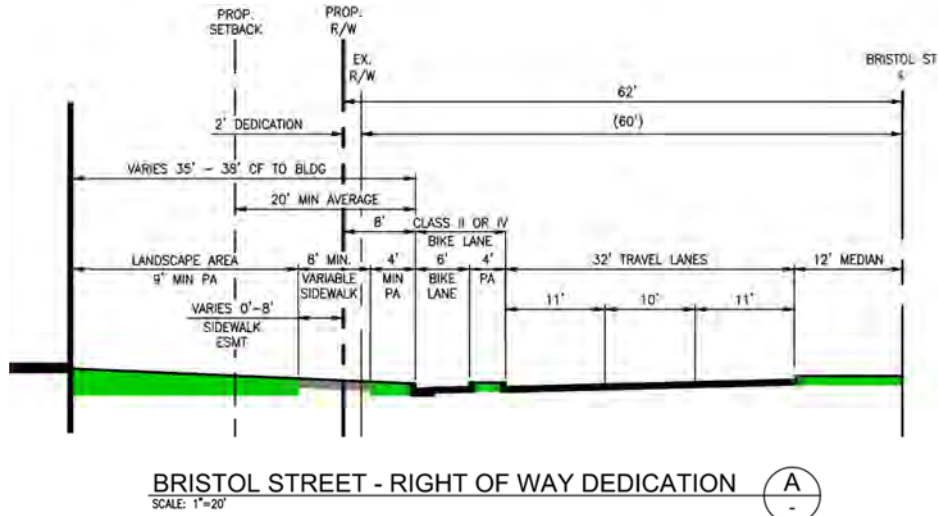 PROP.
SETBACK
PROP.
R/W
EX.
R/W
BRISTOL ST
62'
2' DEDICATION
(60')
VARIES 35' - 38' CF TO BLDG
20' MIN AVERAGE
8'
CLASS II OR IV
BIKE LANE
LANDSCAPE AREA
9' MIN PA
8' MIN.
VARIABLE
SIDEWALK
4'
MIN
PA
6'
BIKE
LANE
4'
PA
32' TRAVEL LANES
12' MEDIAN
VARIES 0'-8'
SIDEWALK
ESMT
11'
10'
11'
BRISTOL STREET - RIGHT OF WAY DEDICATION
A
-
SCALE: 1"=20'